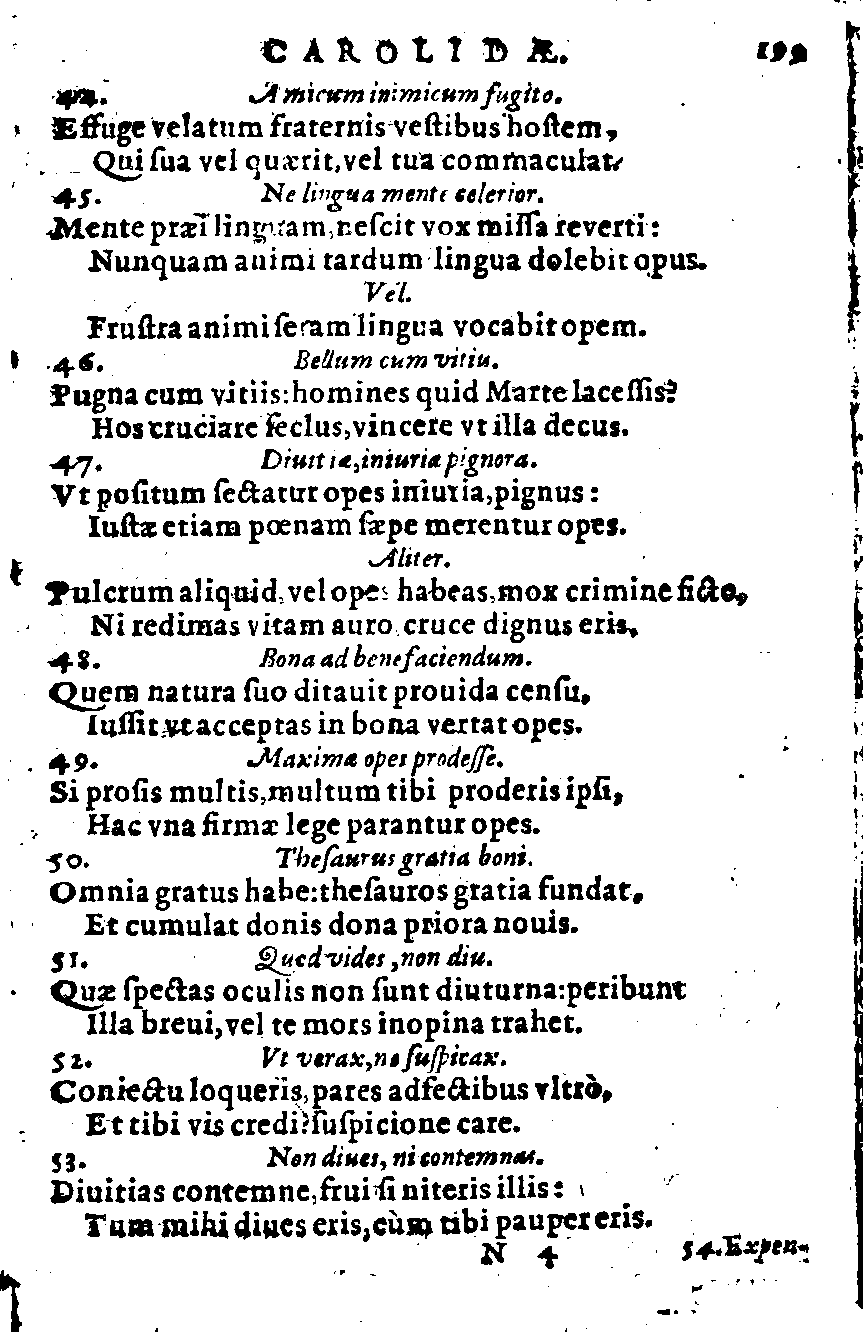 CAROLIDÆ. 199
44. Amicum inimicum fugito.
Effuge velatum fraternis veſtibus hoſtem,
Qui ſua vel quærit, vel tua commaculat.
45. Ne lingua mente celerior.
Mente præi linguam, neſcit vox miſſa reverti:
Nunquam animi tardum lingua dolebit opus.
Vel.
Fruſtra animi ſeram lingua vocabit opem.
46. Bellum cum vitiu.
Pugna cum vitiis: homines quid Marte laceſſis?
Hos cruciare ſeclus, vincere vt illa decus.
47. Diuitiæ, iniuriæ pignora.
Vt poſitum ſectatur opes iniuria, pignus:
Iuſtæ etiam pœnam ſæpe merentur opes.
Aliter.
Pulcrum aliquid, vel opes habeas, mox crimine ficto,
Ni redimas vitam auro, cruce dignus eris,
48. Bona ad benefaciendum.
Quem natura ſuo ditauit prouida cenſu,
Iuſſit vt acceptas in bona vertat opes.
49. Maximæ opes prodeſſe.
Si proſis multis, multum tibi proderis ipſi,
Hac vna firmæ lege parantur opes.
50. Theſaurus gratia boni.
Omnia gratus habe: theſauros gratia fundat,
Et cumulat donis dona priora nouis.
51. Quod vides, non diu.
Quæ ſpectas oculis non ſunt diuturna: peribunt
Illa breui, vel te mors inopina trahet.
52. Vt verax, ne ſuſpicax.
Coniectu loqueris, pares adfectibus vltrò,
Et tibi vis credi? ſuſpicione care.
53. Non diues, ni contemnas.
Diuitias contemne, frui ſi niteris illis:
Tum mihi diues eris, cùm tibi pauper eris.
N 4 54. Expen-